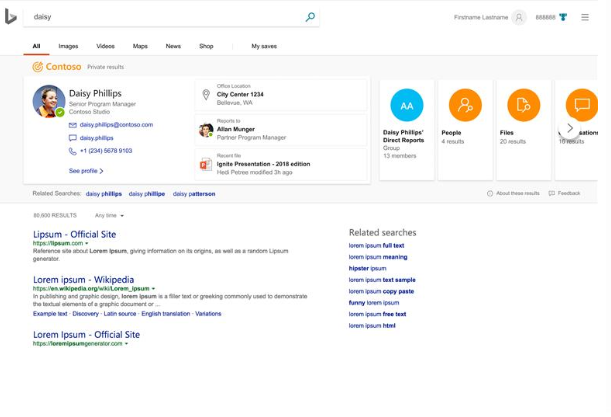 daisy
Firstname Lastname
888888
All
Images
Videos
Maps
News
Shop
My saves
Contoso
Private results
Daisy Phillips
Senior Program Manager
Contoso Studio
daisy.phillips@contoso.com
daisy.phillips
+1 (234) 5678 9103
See profile
Office Location
City Center 1234
Bellevue, WA
Reports to
Allan Munger
Partner Program Manager
Recent file
Ignite Presentation - 2018 edition
Hedi Petree modified 3h ago
AA
Daisy Phillips'
Direct Reports
Group
13 members
People
4 results
Files
20 results
results
Related Searches: daisy phillips daisy phillipe daisy patterson
About these results
Feedback
80,600 RESULTS
Any time
Lipsum - Official Site
https://lipsum.com
Reference site about Lorem Ipsum, giving information on its origins, as well as a random Lipsum
generator.
Lorem ipsum - Wikipedia
https://en.wikipedia.org/wiki/Lorem_ipsum
In publishing and graphic design, lorem ipsum is a filler text or greeking commonly used to demonstrate
the textual elements of a graphic document or ...
Example text · Discovery · Latin source · English translation · Variations
Lorem Ipsum - Official Site
https://loremipsumgenerator.com
Related searches
lorem ipsum full text
lorem ipsum meaning
hipster ipsum
lorem ipsum text sample
lorem ipsum copy paste
funny lorem ipsum
lorem ipsum free text
lorem ipsum html